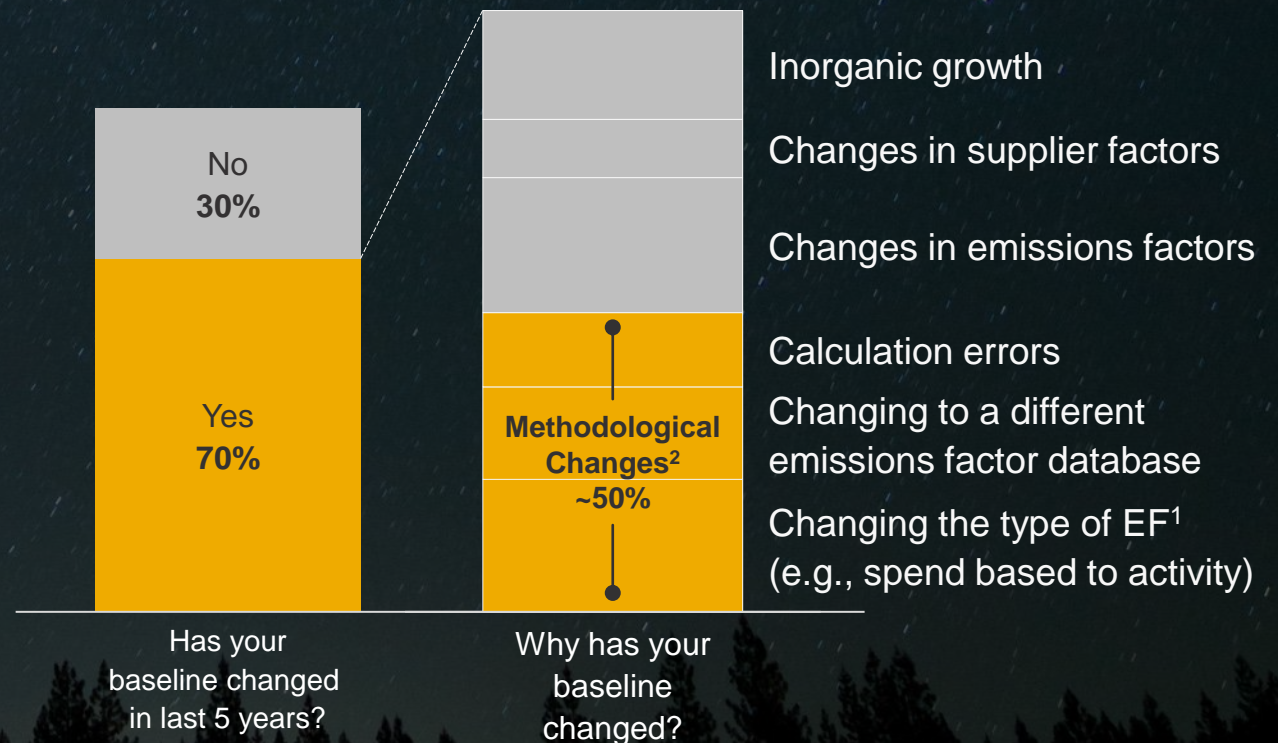 No
30%
Yes
70%
Has your
baseline changed
in last 5 years?
Methodological
Changes²
~50%
Why has your
baseline
changed?
Inorganic growth
Changes in supplier factors
Changes in emissions factors
Calculation errors
Changing to a different
emissions factor database
Changing the type of EF¹
(e.g., spend based to activity)